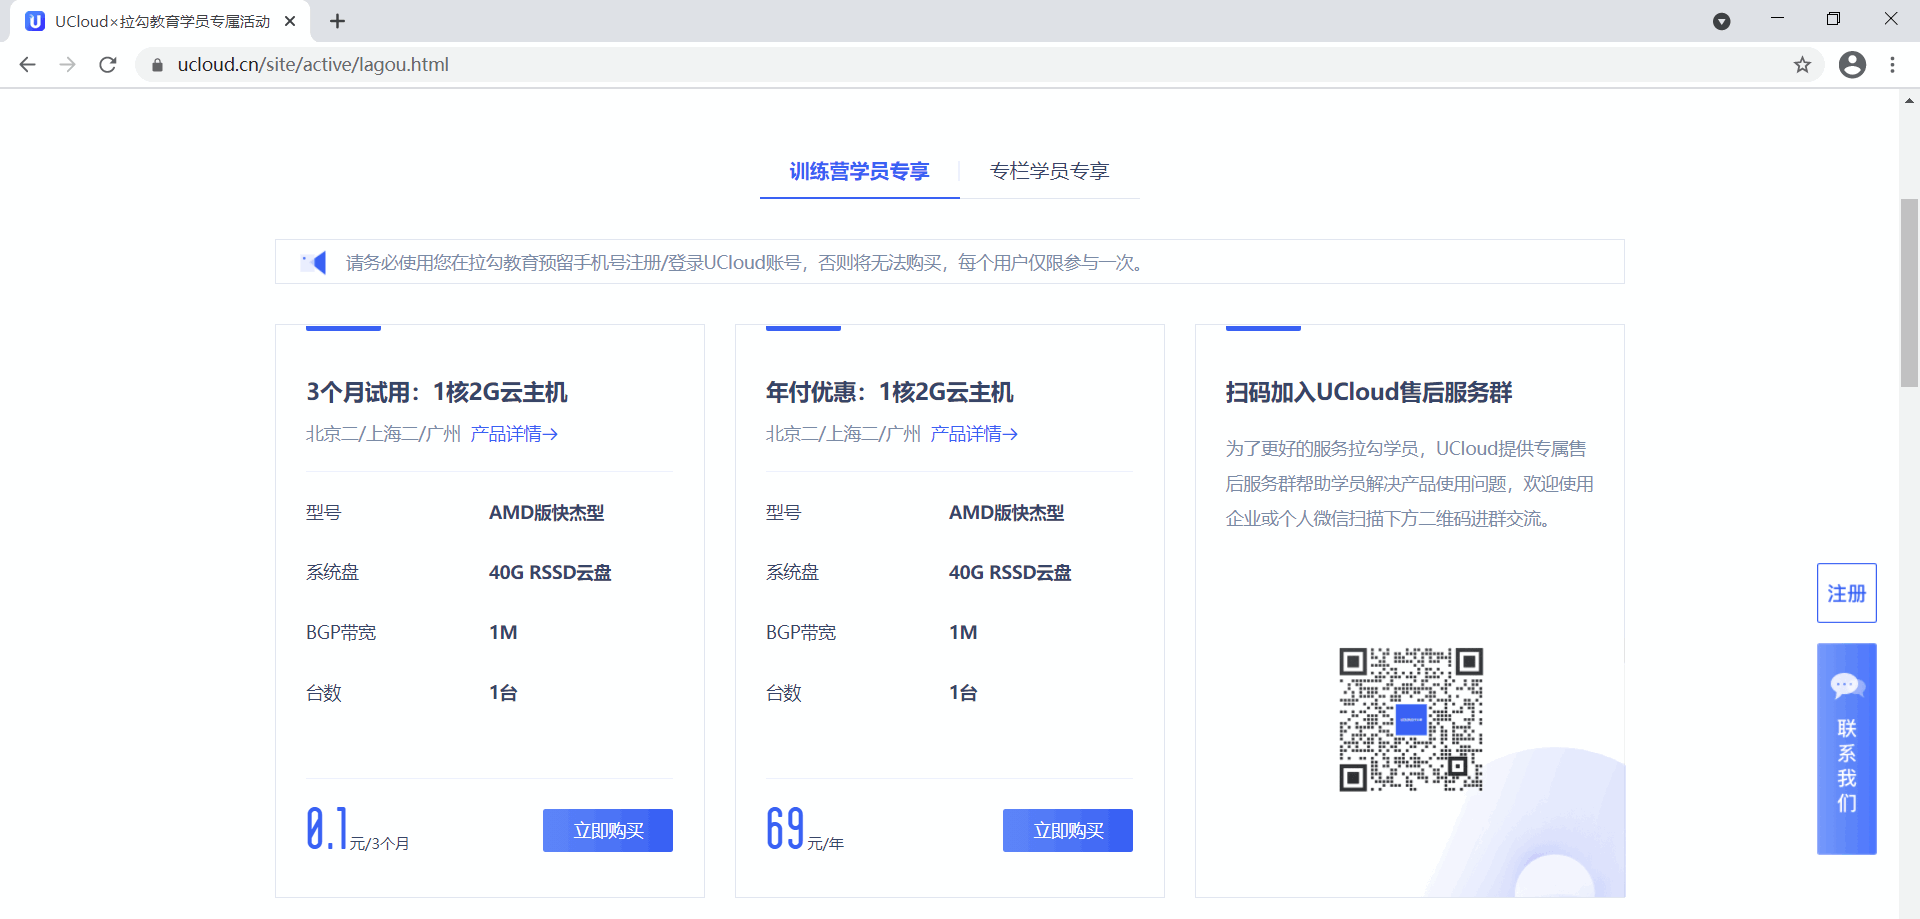 UCloud×拉勾教育学员专属活动
ucloud.cn/site/active/lagou.html
训练营学员专享
专栏学员专享
请务必使用您在拉勾教育预留手机号注册/登录UCloud账号，否则将无法购买，每个用户仅限参与一次。
3个月试用：1核2G云主机
北京二/上海二/广州 产品详情→
型号 AMD版快杰型
系统盘 40G RSSD云盘
BGP带宽 1M
台数 1台
0.1元/3个月 立即购买
年付优惠：1核2G云主机
北京二/上海二/广州 产品详情→
型号 AMD版快杰型
系统盘 40G RSSD云盘
BGP带宽 1M
台数 1台
69元/年 立即购买
扫码加入UCloud售后服务群
为了更好的服务拉勾学员，UCloud提供专属售
后服务群帮助学员解决产品使用问题，欢迎使用
企业或个人微信扫描下方二维码进群交流。
注册
联
系
我
们